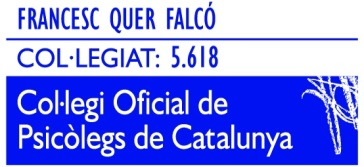 FRANCESC QUER FALCÓ
COL·LEGIAT: 5.618
Col·legi Oficial de
Psicòlegs de Catalunya